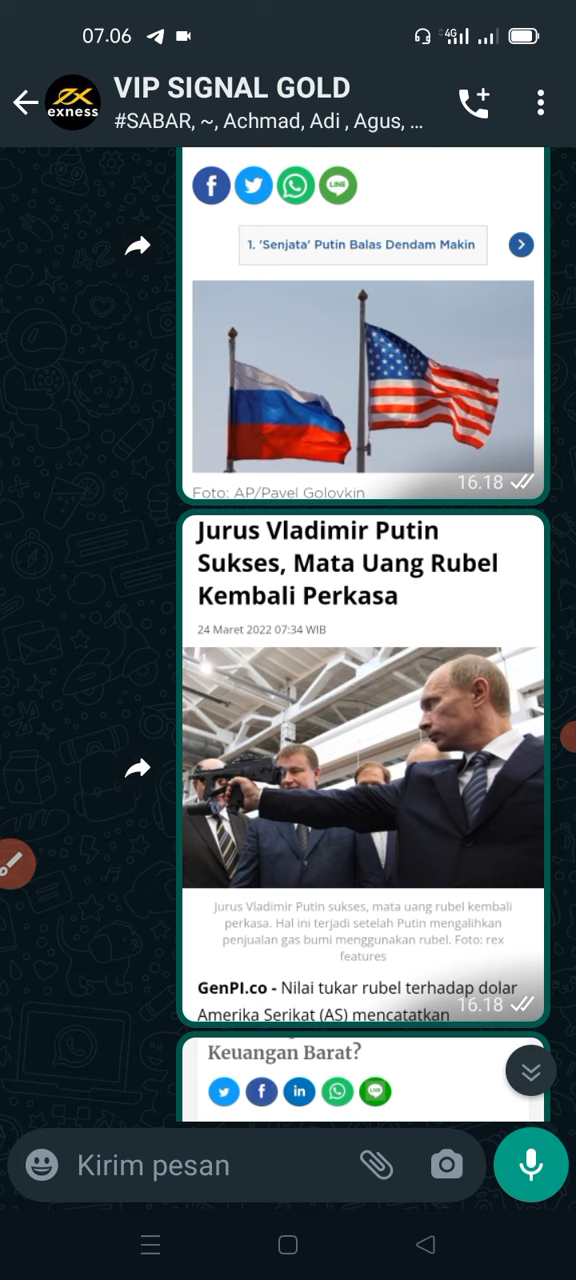 07.06
4G
VIP SIGNAL GOLD
exness
#SABAR, ~, Achmad, Adi , Agus, ...
LINE
1. 'Senjata' Putin Balas Dendam Makin
Foto: AP/Pavel Golovkin
16.18
Jurus Vladimir Putin
Sukses, Mata Uang Rubel
Kembali Perkasa
24 Maret 2022 07:34 WIB
Jurus Vladimir Putin sukses, mata uang rubel kembali
perkasa. Hal ini terjadi setelah Putin mengalihkan
penjualan gas bumi menggunakan rubel. Foto: rex
features
GenPI.co - Nilai tukar rubel terhadap dolar
Amerika Serikat (AS) mencatatkan
16.18
Keuangan Barat?
in
LINE
Kirim pesan